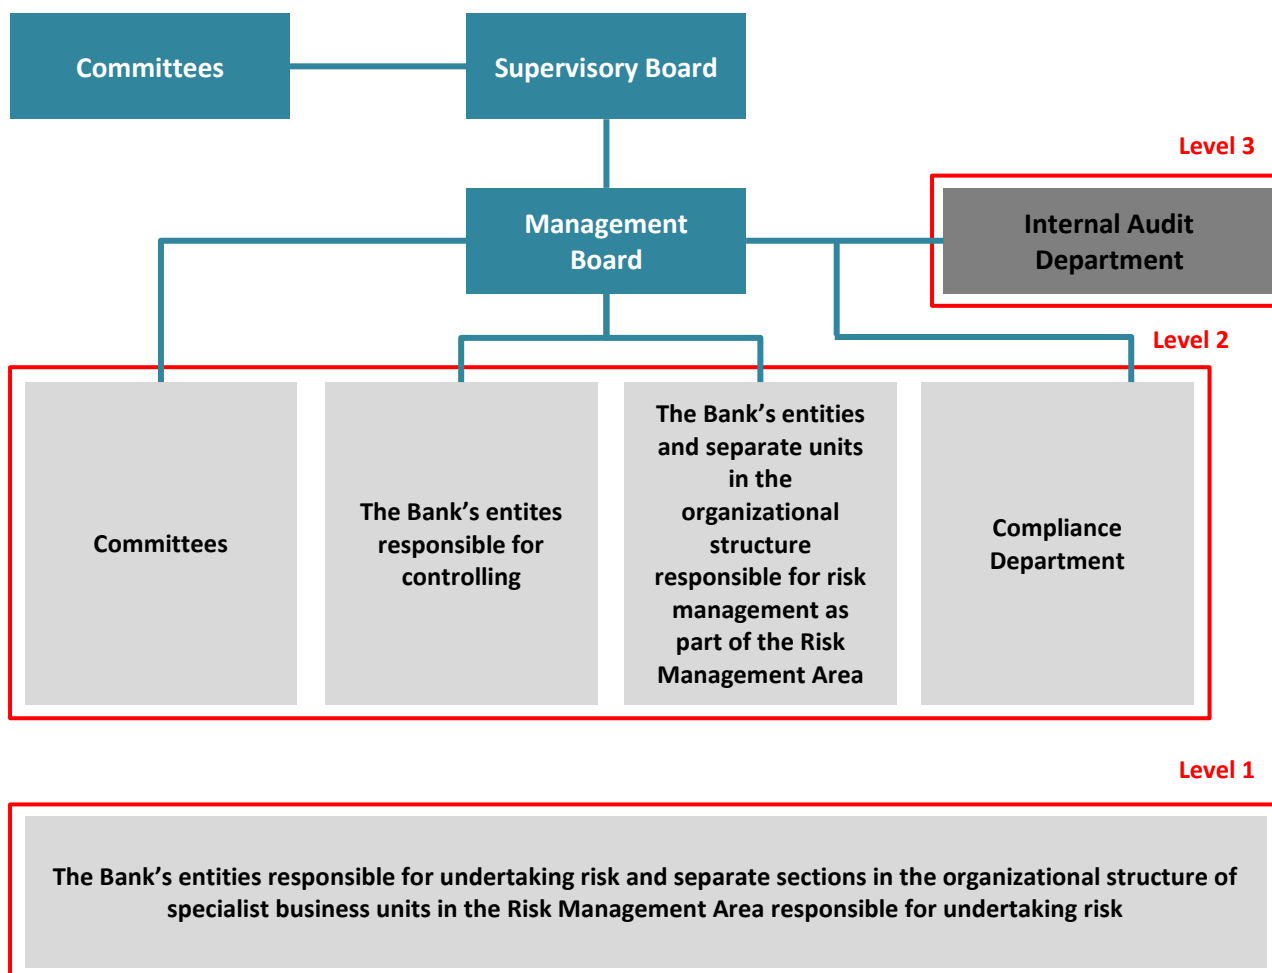 Committees
Supervisory Board
Level 3
Management
Board
Internal Audit
Department
Level 2
Committees
The Bank’s entites
responsible for
controlling
The Bank’s entities
and separate units
in the
organizational
structure
responsible for risk
management as
part of the Risk
Management Area
Compliance
Department
Level 1
The Bank’s entities responsible for undertaking risk and separate sections in the organizational structure of
specialist business units in the Risk Management Area responsible for undertaking risk